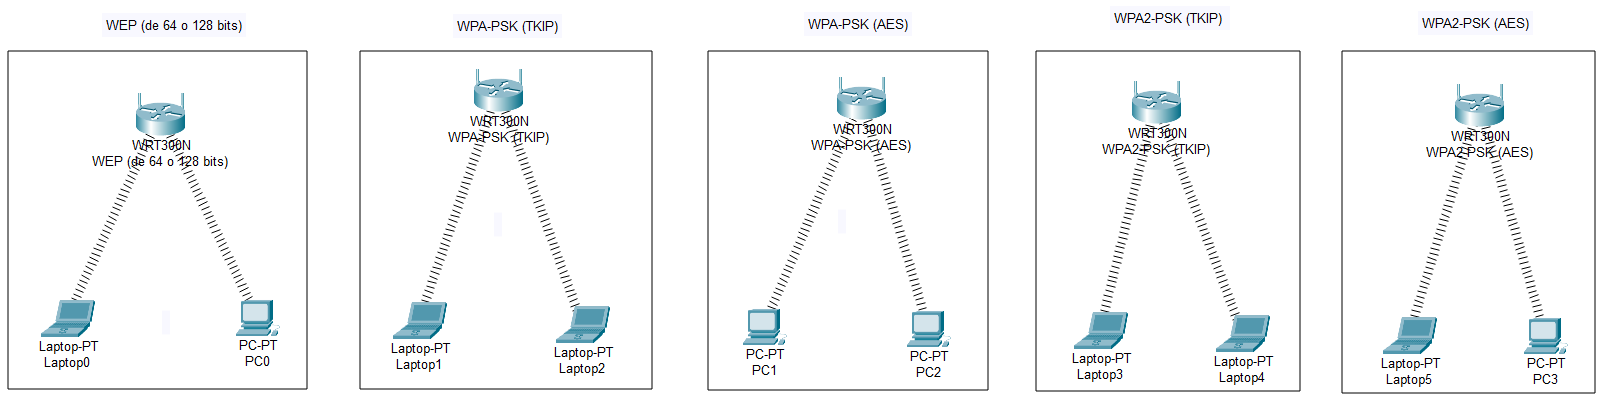 WEP (de 64 o 128 bits)
WPA-PSK (TKIP)
WPA-PSK (AES)
WPA2-PSK (TKIP)
WPA2-PSK (AES)
WRT300N
WEP (de 64 o 128 bits)
Laptop-PT
Laptop0
PC-PT
PC0
WRT300N
WPA-PSK (TKIP)
Laptop-PT
Laptop1
Laptop-PT
Laptop2
WRT300N
WPA-PSK (AES)
PC-PT
PC1
PC-PT
PC2
WRT300N
WPA2-PSK (TKIP)
Laptop-PT
Laptop3
Laptop-PT
Laptop4
WRT300N
WPA2-PSK (AES)
Laptop-PT
Laptop5
PC-PT
PC3